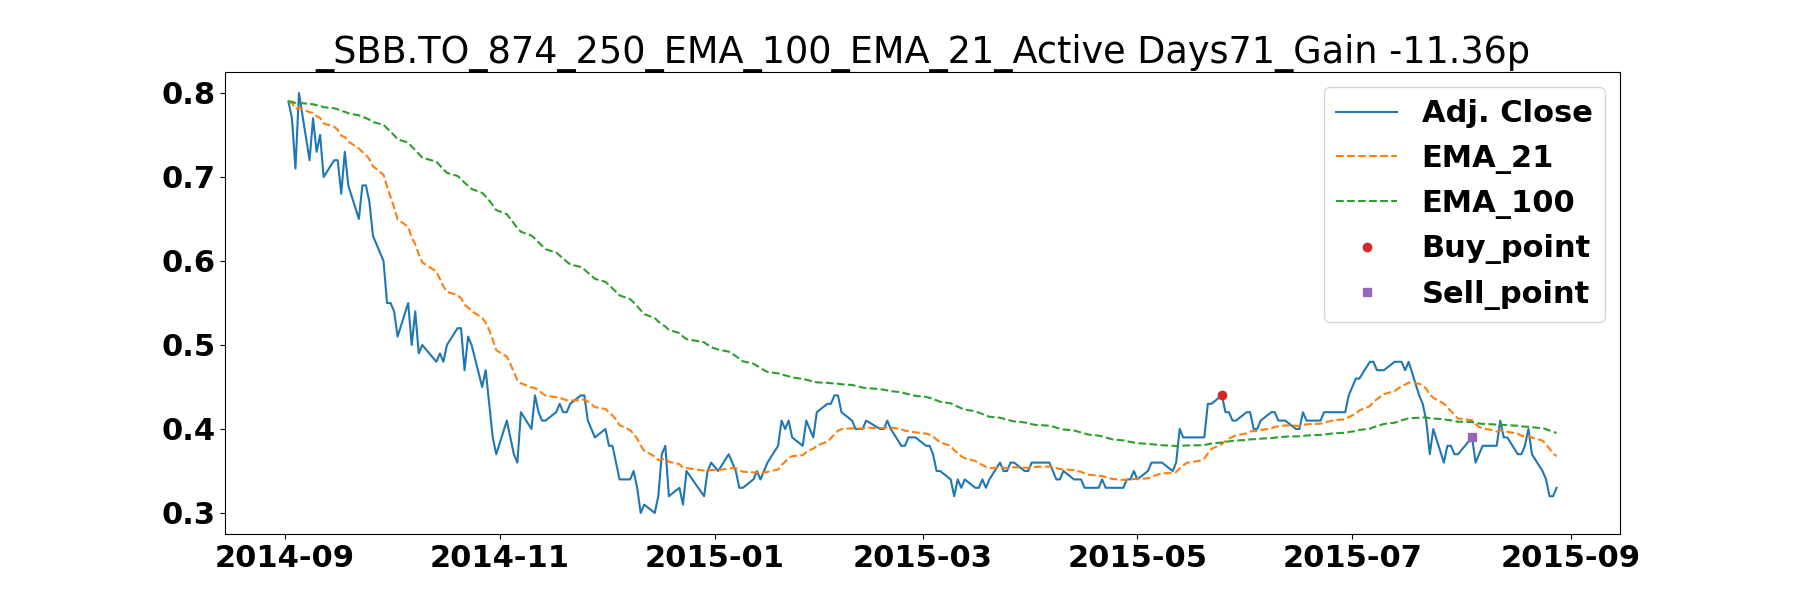 _SBB.TO_874_250_EMA_100_EMA_21_Active Days71_Gain -11.36p
0.8
0.7
0.6
0.5
0.4
0.3
Adj. Close
EMA_21
EMA_100
Buy_point
Sell_point
2014-09 2014-11 2015-01 2015-03 2015-05 2015-07 2015-09